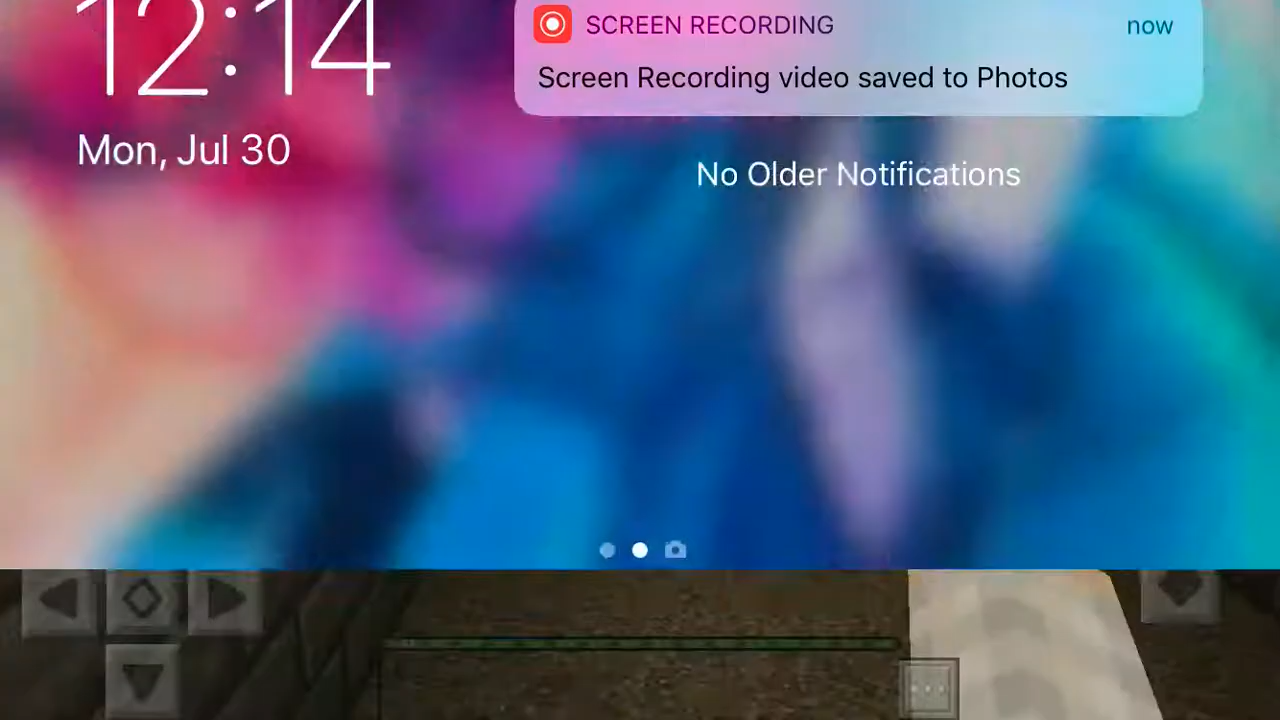 12:14
Mon, Jul 30
SCREEN RECORDING
now
Screen Recording video saved to Photos
No Older Notifications